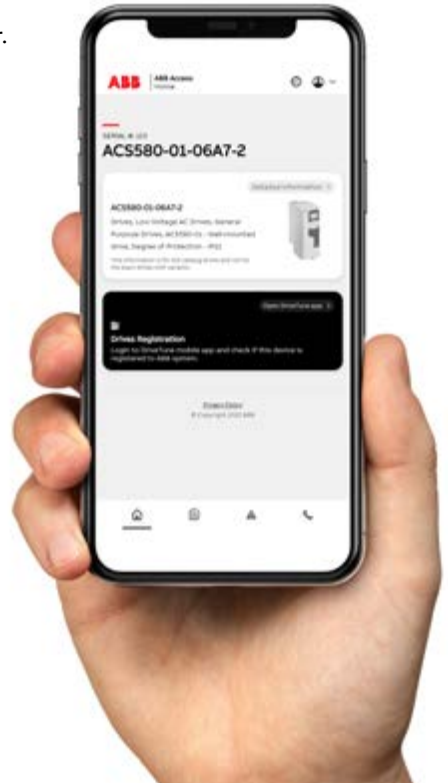 r.
ABB
ABB Access
Home
ACS580-01-06A7-2
Detailed information
ACS580-01-06A7-2
Drives, Low Voltage AC Drives, General
Purpose Drives, ACS580-01 - Wall-mounted
drive, Degree of Protection - IP21
Open DriveTune app
Drives Registration
Login to DriveTune mobile app and check if this device is
registered to ABB system.
Privacy Policy